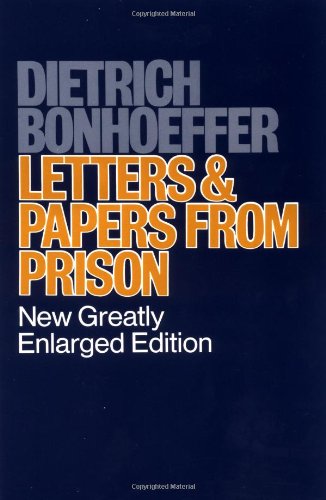 DIETRICH
BONHOEFFER
LETTERS &
PAPERS FROM
PRISON
New Greatly
Enlarged Edition